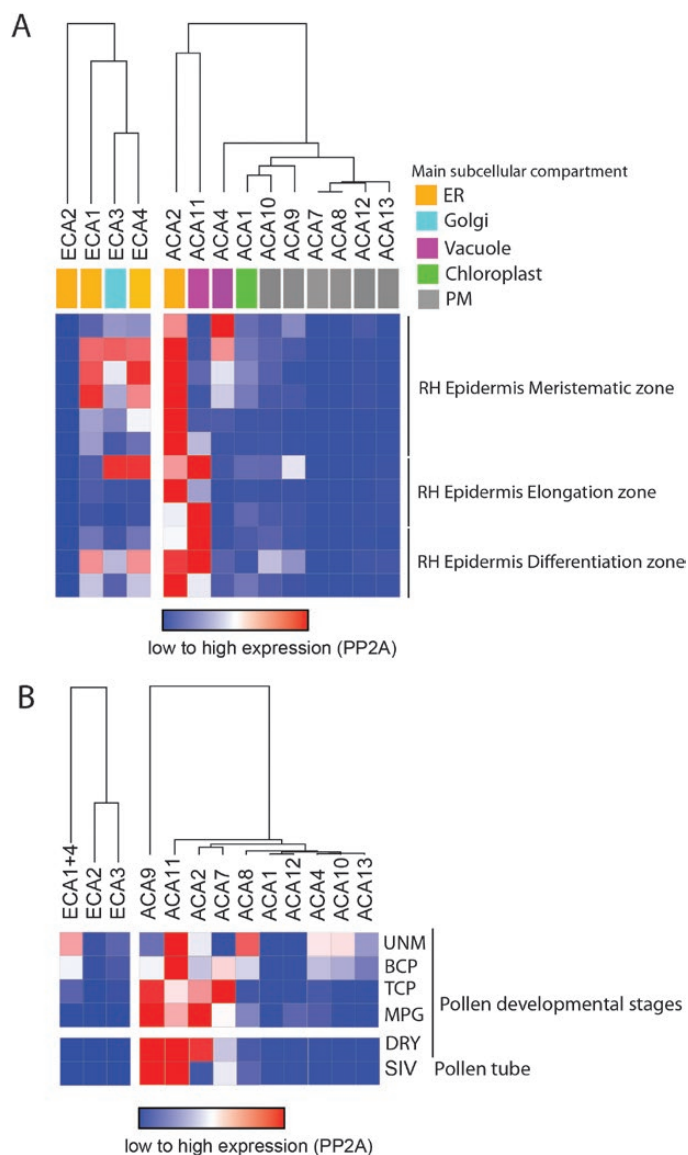 A
ECA2
ECA1
ECA3
ECA4
ACA2
ACA11
ACA4
ACA1
ACA10
ACA9
ACA7
ACA8
ACA12
ACA13
Main subcellular compartment
ER
Golgi
Vacuole
Chloroplast
PM
RH Epidermis Meristematic zone
RH Epidermis Elongation zone
RH Epidermis Differentiation zone
low to high expression (PP2A)
B
ECA1+4
ECA2
ECA3
ACA9
ACA11
ACA2
ACA7
ACA8
ACA1
ACA12
ACA4
ACA10
ACA13
UNM
BCP
TCP
MPG
DRY
SIV
Pollen developmental stages
Pollen tube
low to high expression (PP2A)